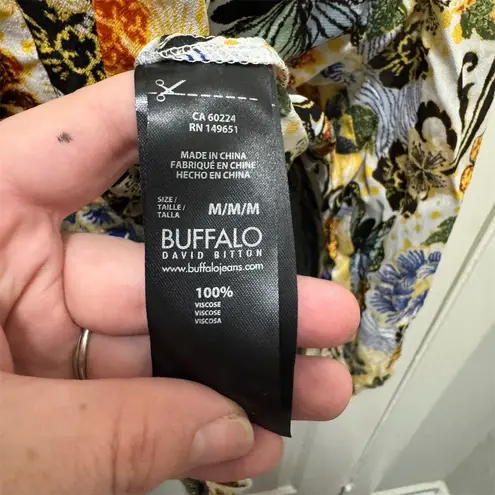 CA 60224
RN 149651
MADE IN CHINA
FABRIQUÉ EN CHINE
HECHO EN CHINA
SIZE/
TAILLE/
TALLA
M/M/M
BUFFALO
DAVID BITTON
www.buffalojeans.com
100%
VISCOSE
VISCOSE
VISCOSA